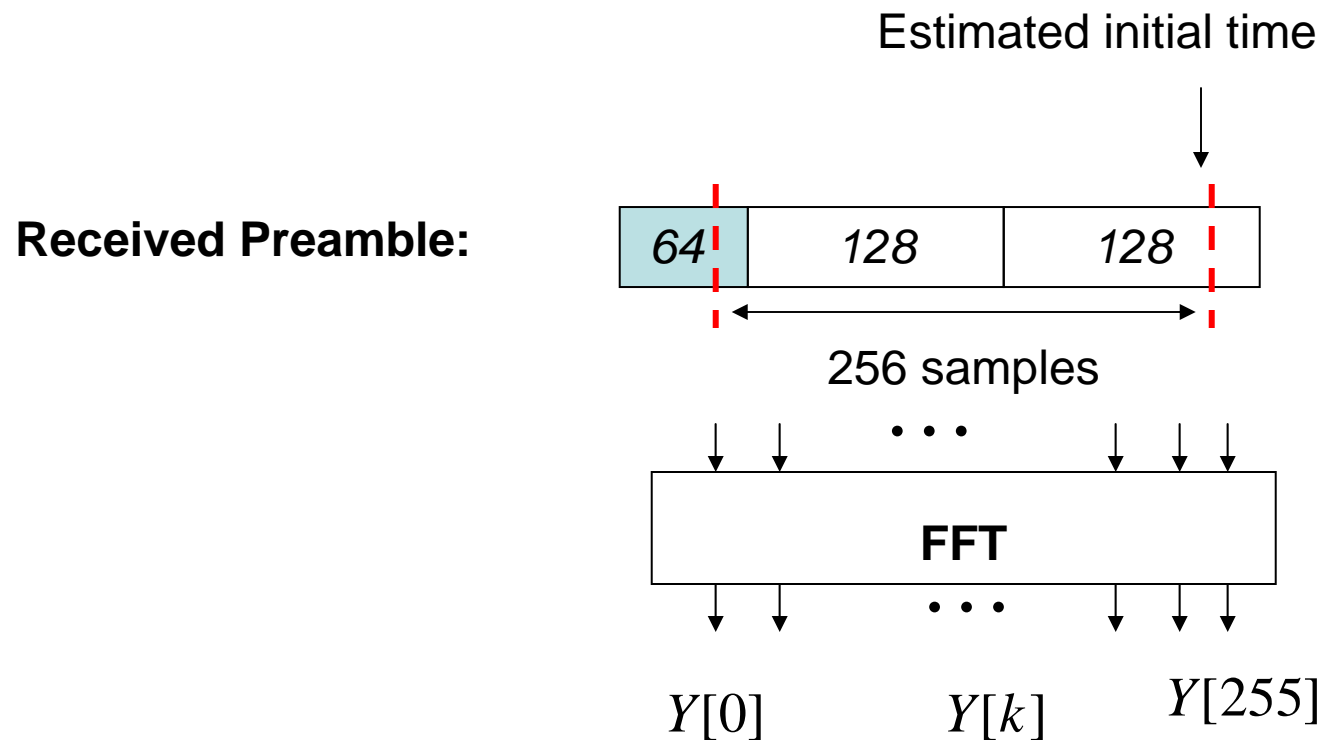 Estimated initial time
Received Preamble:
64 128 128
256 samples
• • •
FFT
• • •
Y[0] Y[k] Y[255]